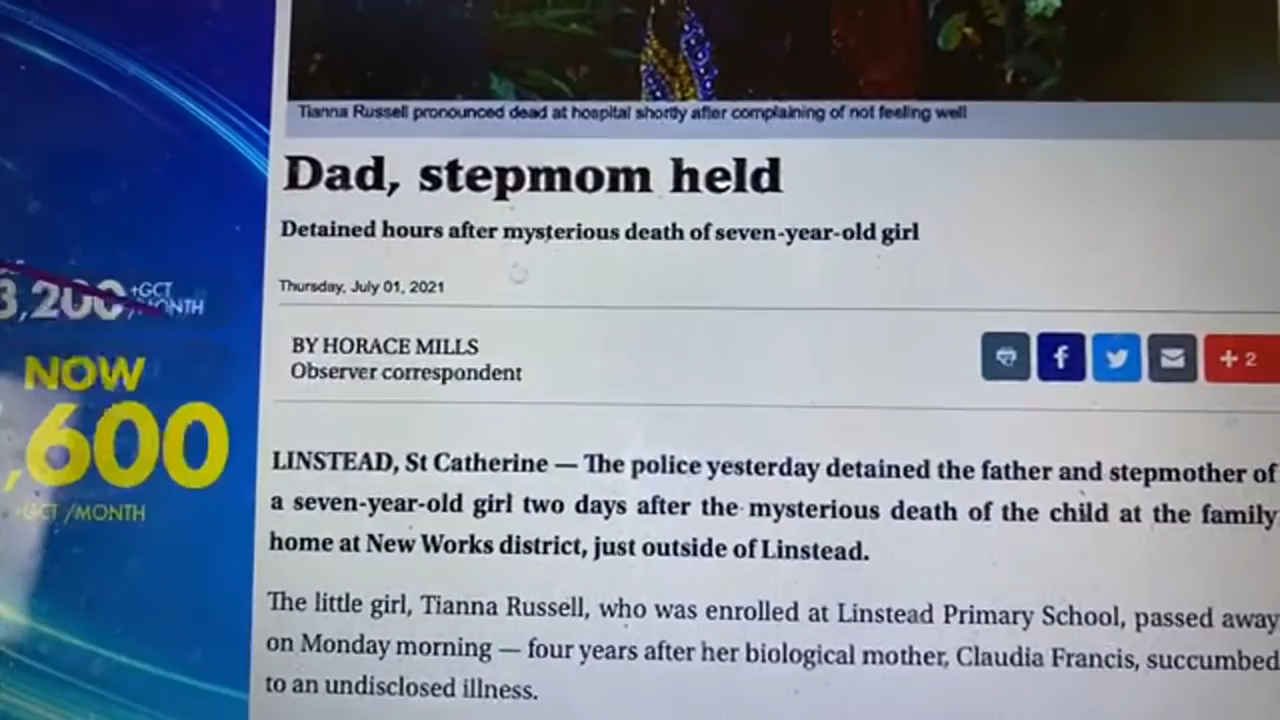 Tianna Russell pronounced dead at hospital shortly after complaining of not feeling well
Dad, stepmom held
Detained hours after mysterious death of seven-year-old girl
Thursday, July 01, 2021
3,200 +GCT
/MONTH
NOW
,600
+GCT /MONTH
BY HORACE MILLS
Observer correspondent
f
+ 2
LINSTEAD, St Catherine — The police yesterday detained the father and stepmother of
a seven-year-old girl two days after the mysterious death of the child at the family
home at New Works district, just outside of Linstead.
The little girl, Tianna Russell, who was enrolled at Linstead Primary School, passed away
on Monday morning — four years after her biological mother, Claudia Francis, succumbed
to an undisclosed illness.